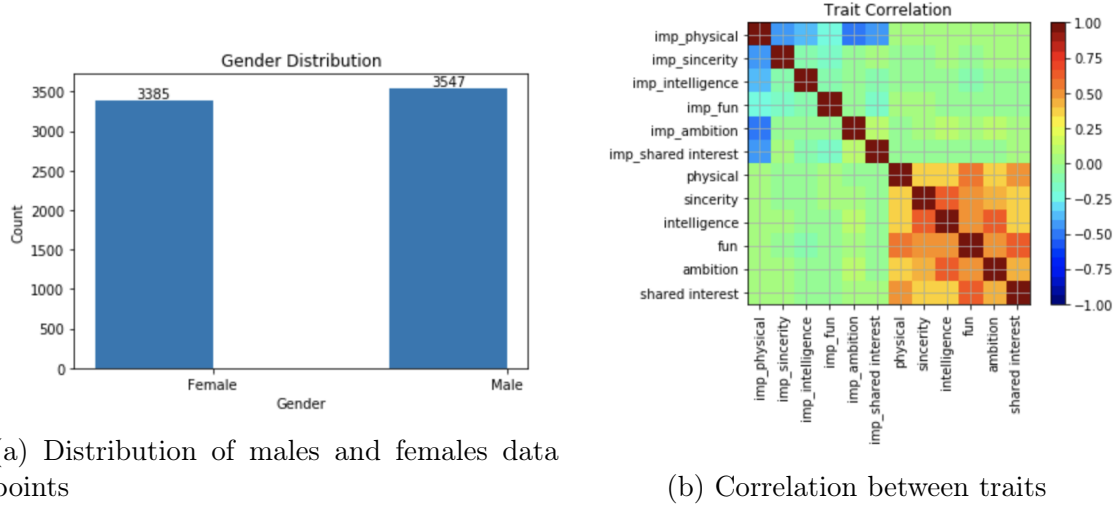 Gender Distribution
3385
3547
3500
3000
2500
2000
1500
1000
500
0
Count
Female
Male
Gender
(a) Distribution of males and females data
points
Trait Correlation
imp_physical
imp_sincerity
imp_intelligence
imp_fun
imp_ambition
imp_shared interest
physical
sincerity
intelligence
fun
ambition
shared interest
imp_physical
imp_sincerity
imp_intelligence
imp_fun
imp_ambition
imp_shared interest
physical
sincerity
intelligence
fun
ambition
shared interest
1.00
0.75
0.50
0.25
0.00
−0.25
−0.50
−0.75
−1.00
(b) Correlation between traits